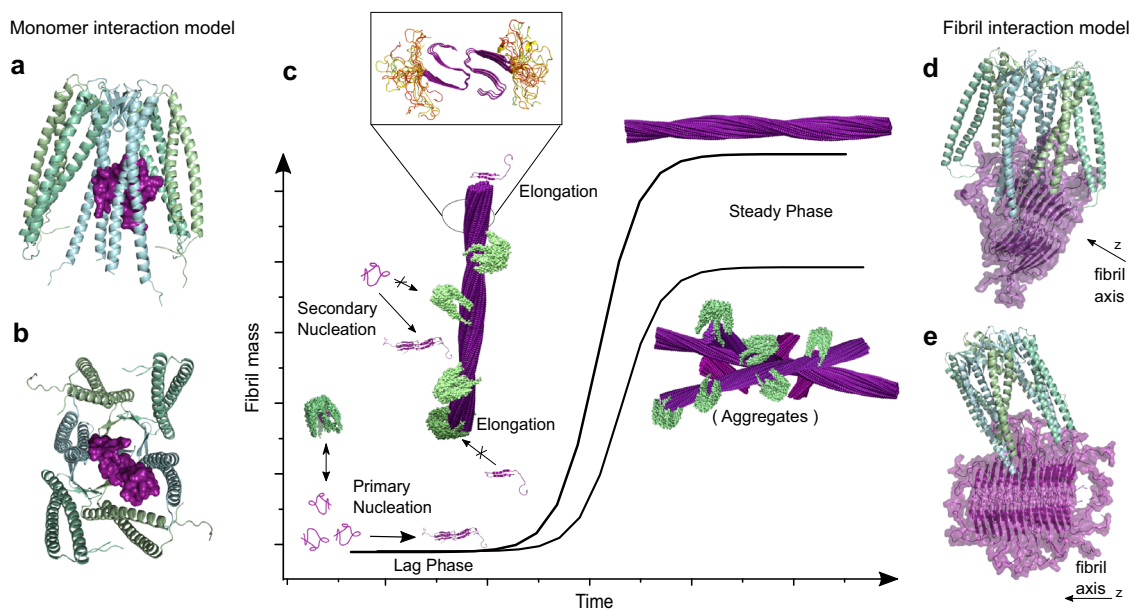 Monomer interaction model
Fibril interaction model
a
b
c
d
e
Elongation
Steady Phase
Secondary
Nucleation
Fibril mass
z
fibril
axis
( Aggregates )
Elongation
Primary
Nucleation
Lag Phase
Time
fibril
axis
z